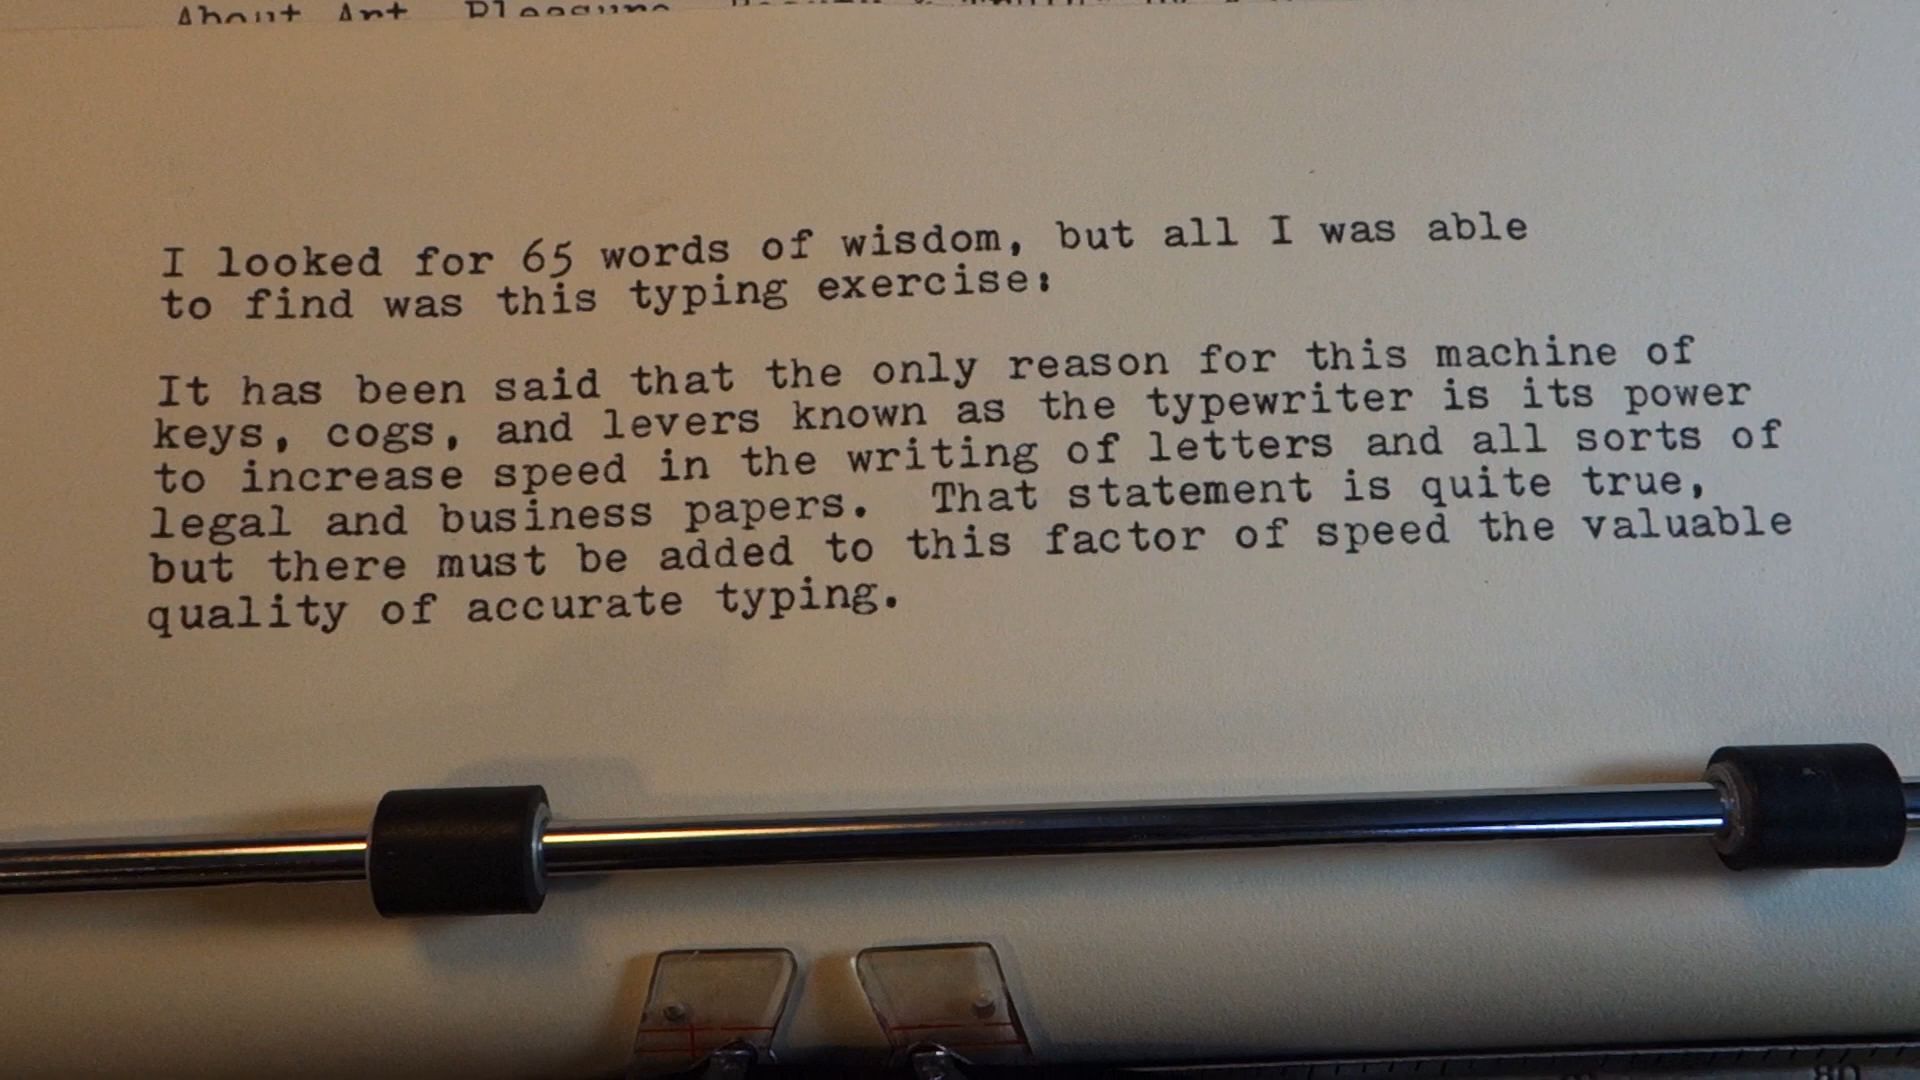 About Art
I looked for 65 words of wisdom, but all I was able
to find was this typing exercise:
It has been said that the only reason for this machine of
keys, cogs, and levers known as the typewriter is its power
to increase speed in the writing of letters and all sorts of
legal and business papers.  That statement is quite true,
but there must be added to this factor of speed the valuable
quality of accurate typing.
80